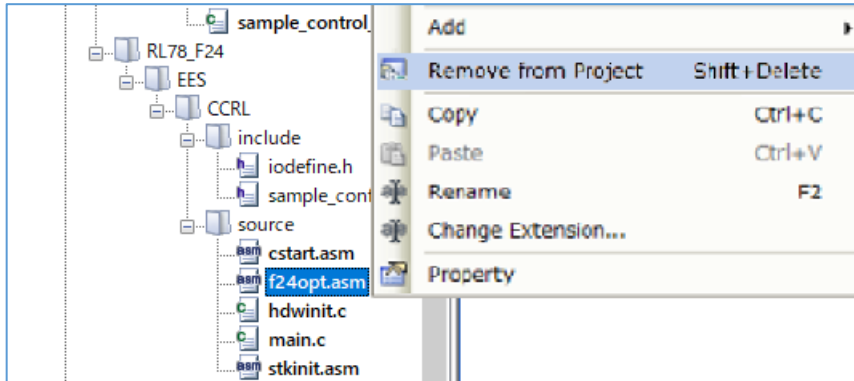 sample_control_
RL78_F24
EES
CCRL
include
iodefine.h
sample_cont
source
cstart.asm
f24opt.asm
hdwinit.c
main.c
stkinit.asm
Add
Remove from Project Shift+Delete
Copy Ctrl+C
Paste Ctrl+V
Rename F2
Change Extension...
Property